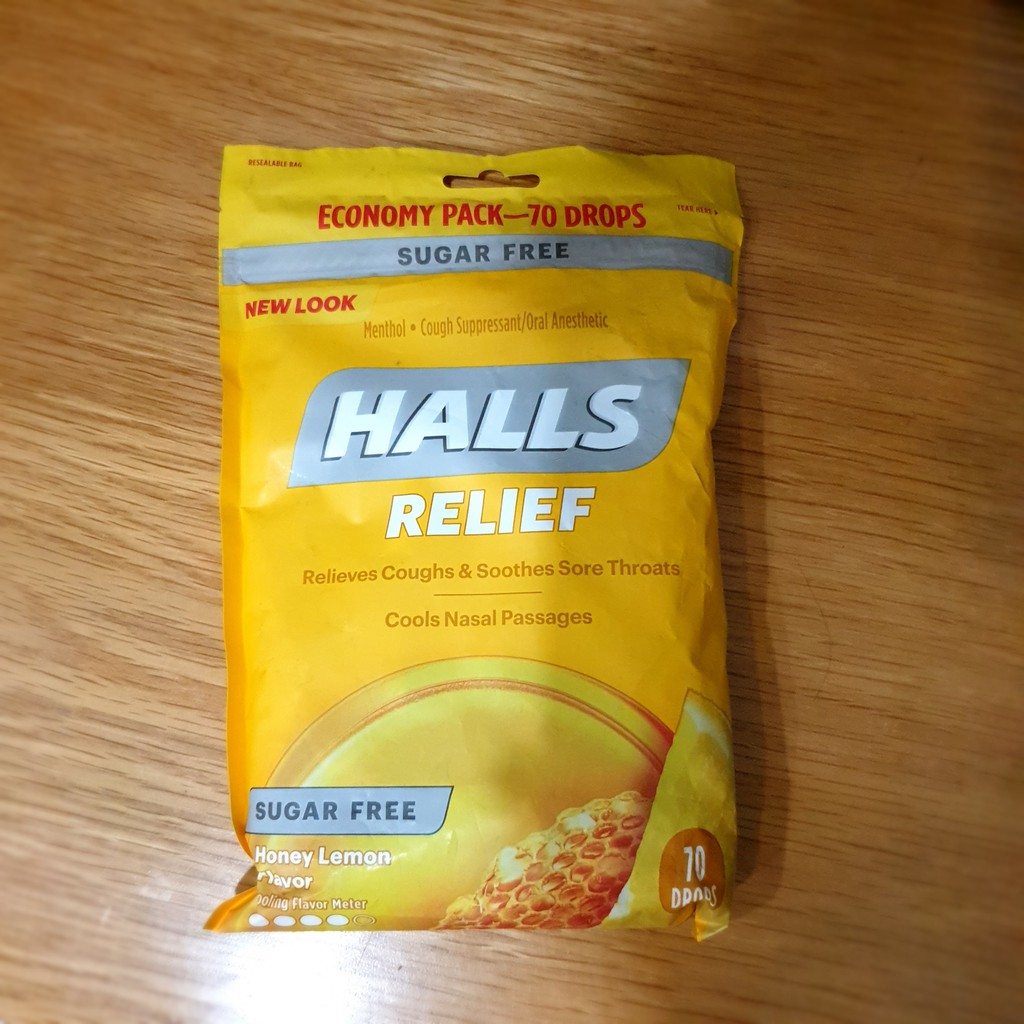 RESEALABLE BAG
TEAR HERE
ECONOMY PACK—70 DROPS
SUGAR FREE
NEW LOOK
Menthol • Cough Suppressant/Oral Anesthetic
HALLS
RELIEF
Relieves Coughs & Soothes Sore Throats
Cools Nasal Passages
SUGAR FREE
Honey Lemon
Flavor
Cooling Flavor Meter
70
DROPS